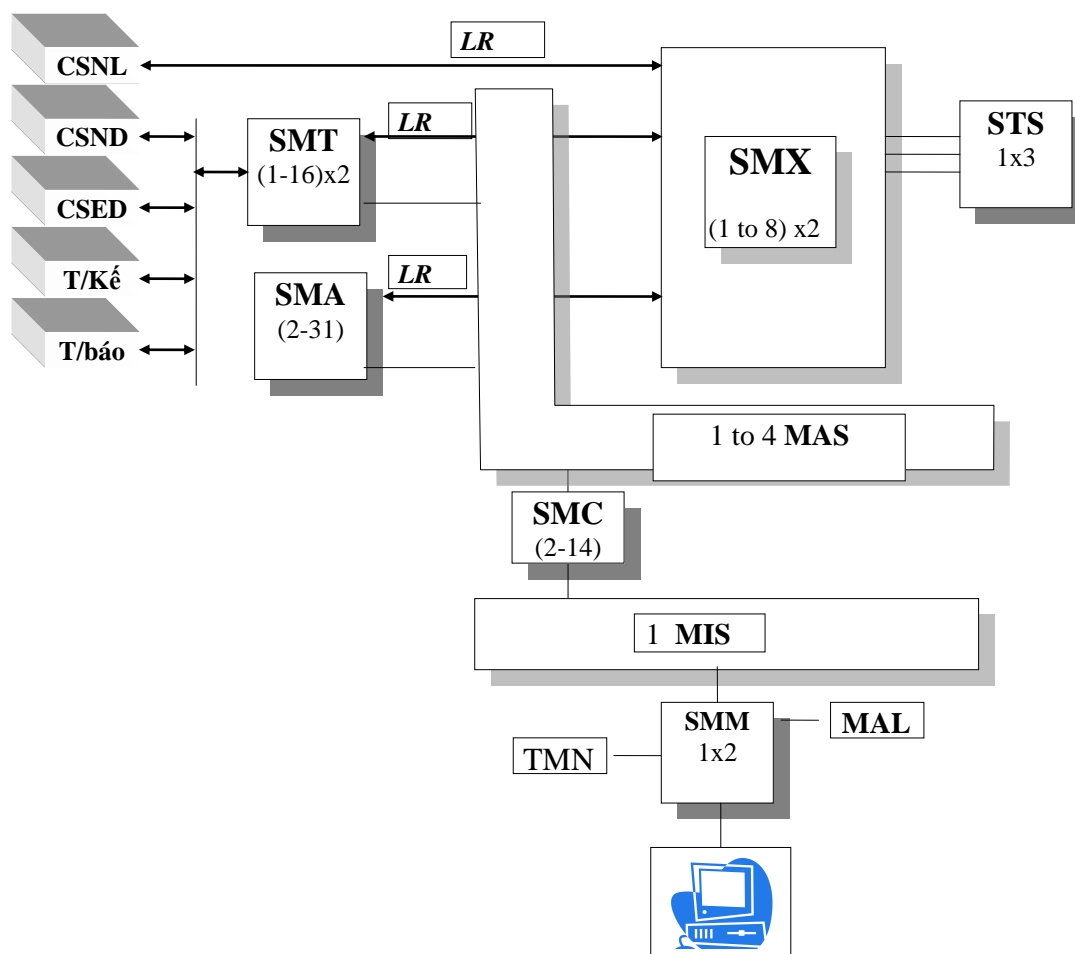 LR
CSNL
CSND
SMT
(1-16)x2
LR
SMX
(1 to 8) x2
STS
1x3
CSED
T/Kế
SMA
(2-31)
LR
T/báo
1 to 4 MAS
SMC
(2-14)
1 MIS
SMM
1x2
MAL
TMN